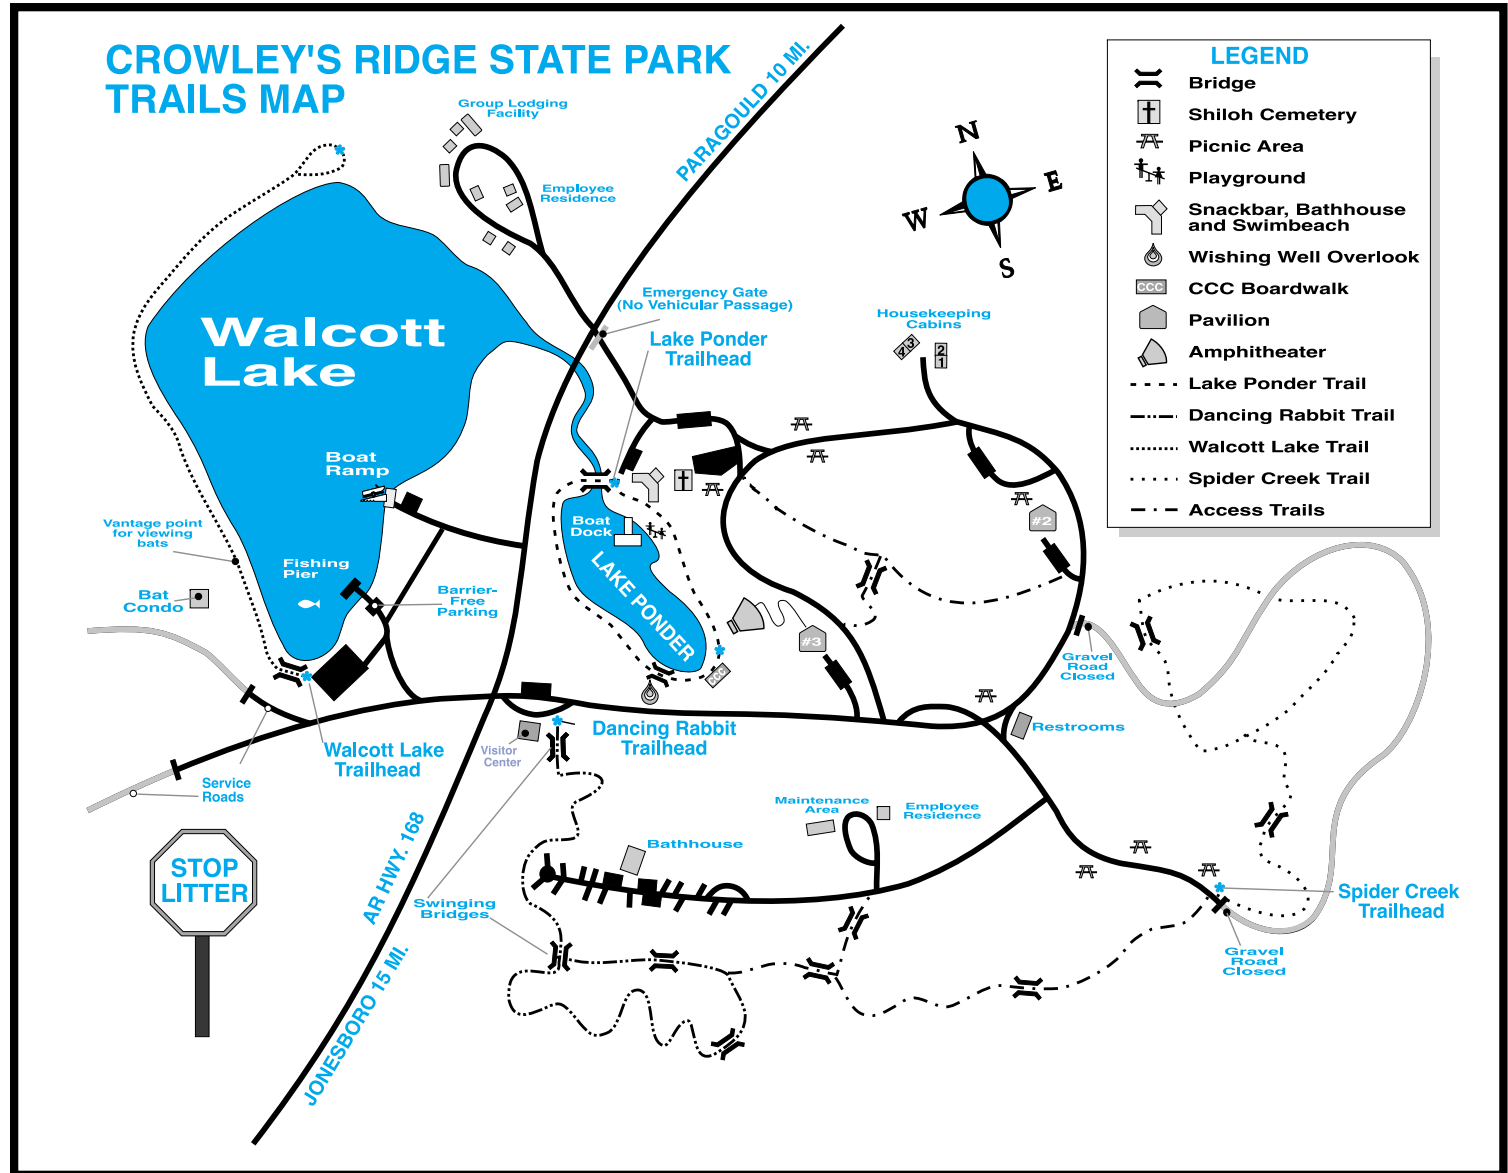 CROWLEY'S RIDGE STATE PARK
TRAILS MAP
Group Lodging
Facility
Employee
Residence
PARAGOULD 10 MI.
N
E
W
S
LEGEND
Bridge
Shiloh Cemetery
Picnic Area
Playground
Snackbar, Bathhouse
and Swimbeach
Wishing Well Overlook
CCC
CCC Boardwalk
Pavilion
Amphitheater
Lake Ponder Trail
Dancing Rabbit Trail
Walcott Lake Trail
Spider Creek Trail
Access Trails
Emergency Gate
(No Vehicular Passage)
Lake Ponder
Trailhead
Housekeeping
Cabins
4 3
2
1
Walcott
Lake
Boat
Ramp
Vantage point
for viewing
bats
Fishing
Pier
Bat
Condo
Barrier-
Free
Parking
Boat
Dock
LAKE PONDER
#2
#3
CCC
Gravel
Road
Closed
Restrooms
Walcott Lake
Trailhead
Service
Roads
Visitor
Center
Dancing Rabbit
Trailhead
Maintenance
Area
Employee
Residence
Bathhouse
STOP
LITTER
AR HWY. 168
Swinging
Bridges
Spider Creek
Trailhead
Gravel
Road
Closed
JONESBORO 15 MI.